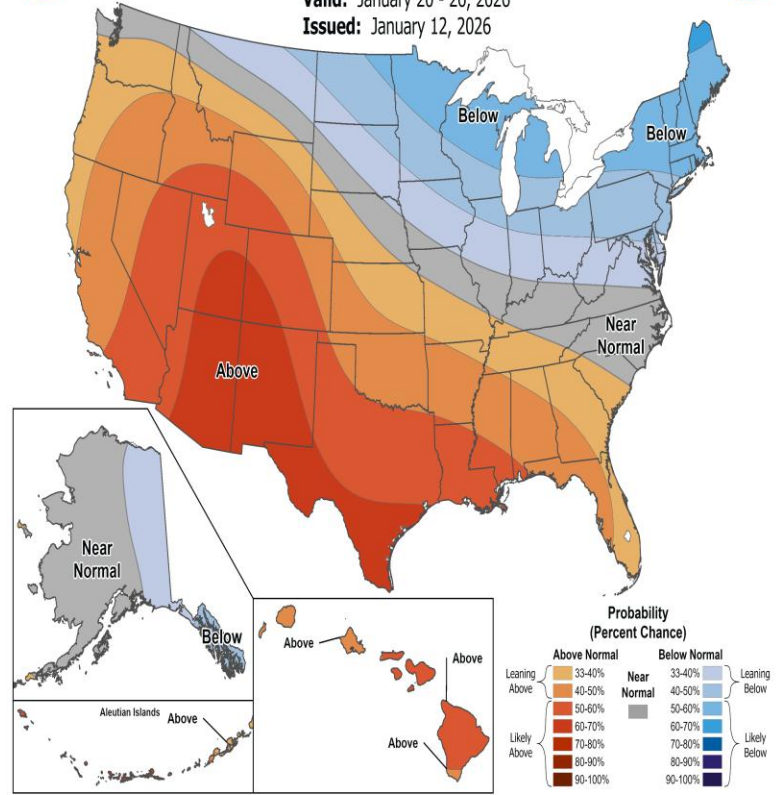 Issued: January 12, 2026
Below
Below
Near
Normal
Above
Near
Normal
Below
Aleutian Islands
Above
Above
Above
Above
Probability
(Percent Chance)
Above Normal
Below Normal
Leaning
Above
33-40%
40-50%
Near
Normal
33-40%
40-50%
Leaning
Below
Likely
Above
50-60%
60-70%
70-80%
80-90%
90-100%
50-60%
60-70%
70-80%
80-90%
90-100%
Likely
Below